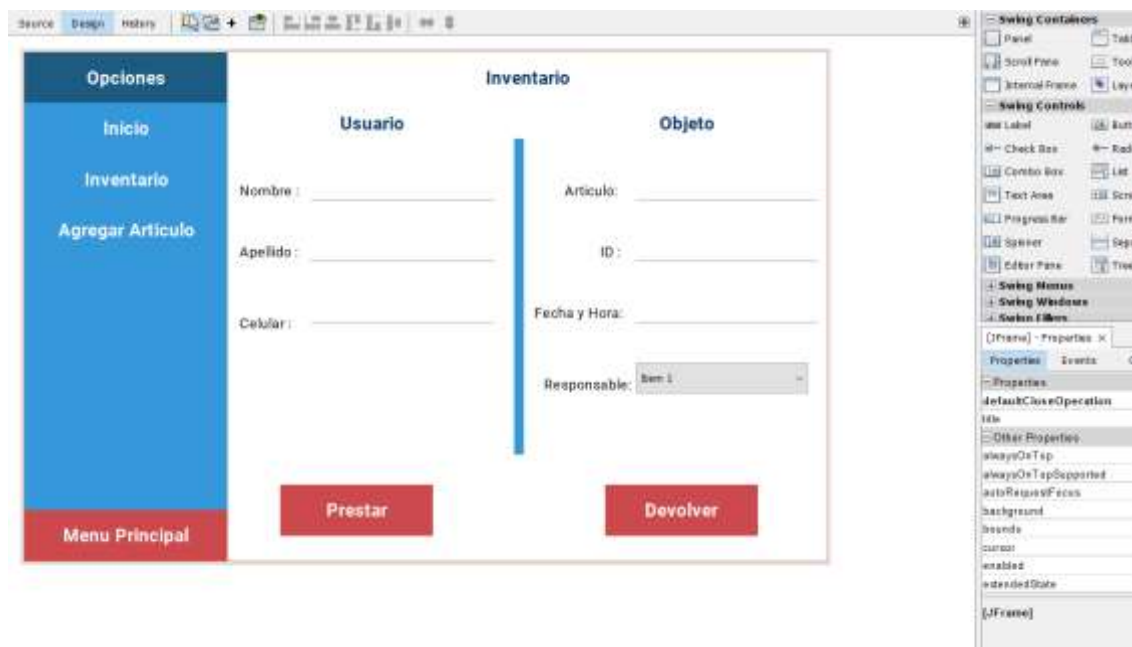 Source Design History
Opciones
Inicio
Inventario
Agregar Articulo
Menu Principal
Inventario
Usuario
Nombre :
Apellido :
Celular :
Prestar
Objeto
Articulo:
ID :
Fecha y Hora:
Responsable: Item 1
Devolver
Swing Containers
Panel
Scroll Pane
Internal Frame
Swing Controls
Label
Check Box
Combo Box List
Text Area
Progress Bar
Spinner
Editor Pane Tree
Swing Menus
Swing Windows
Swing Fillers
[JFrame] - Properties
Properties Events
Properties
defaultCloseOperation
title
Other Properties
alwaysOnTop
alwaysOnTopSupported
autoRequestFocus
background
bounds
cursor
enabled
extendedState
[JFrame]